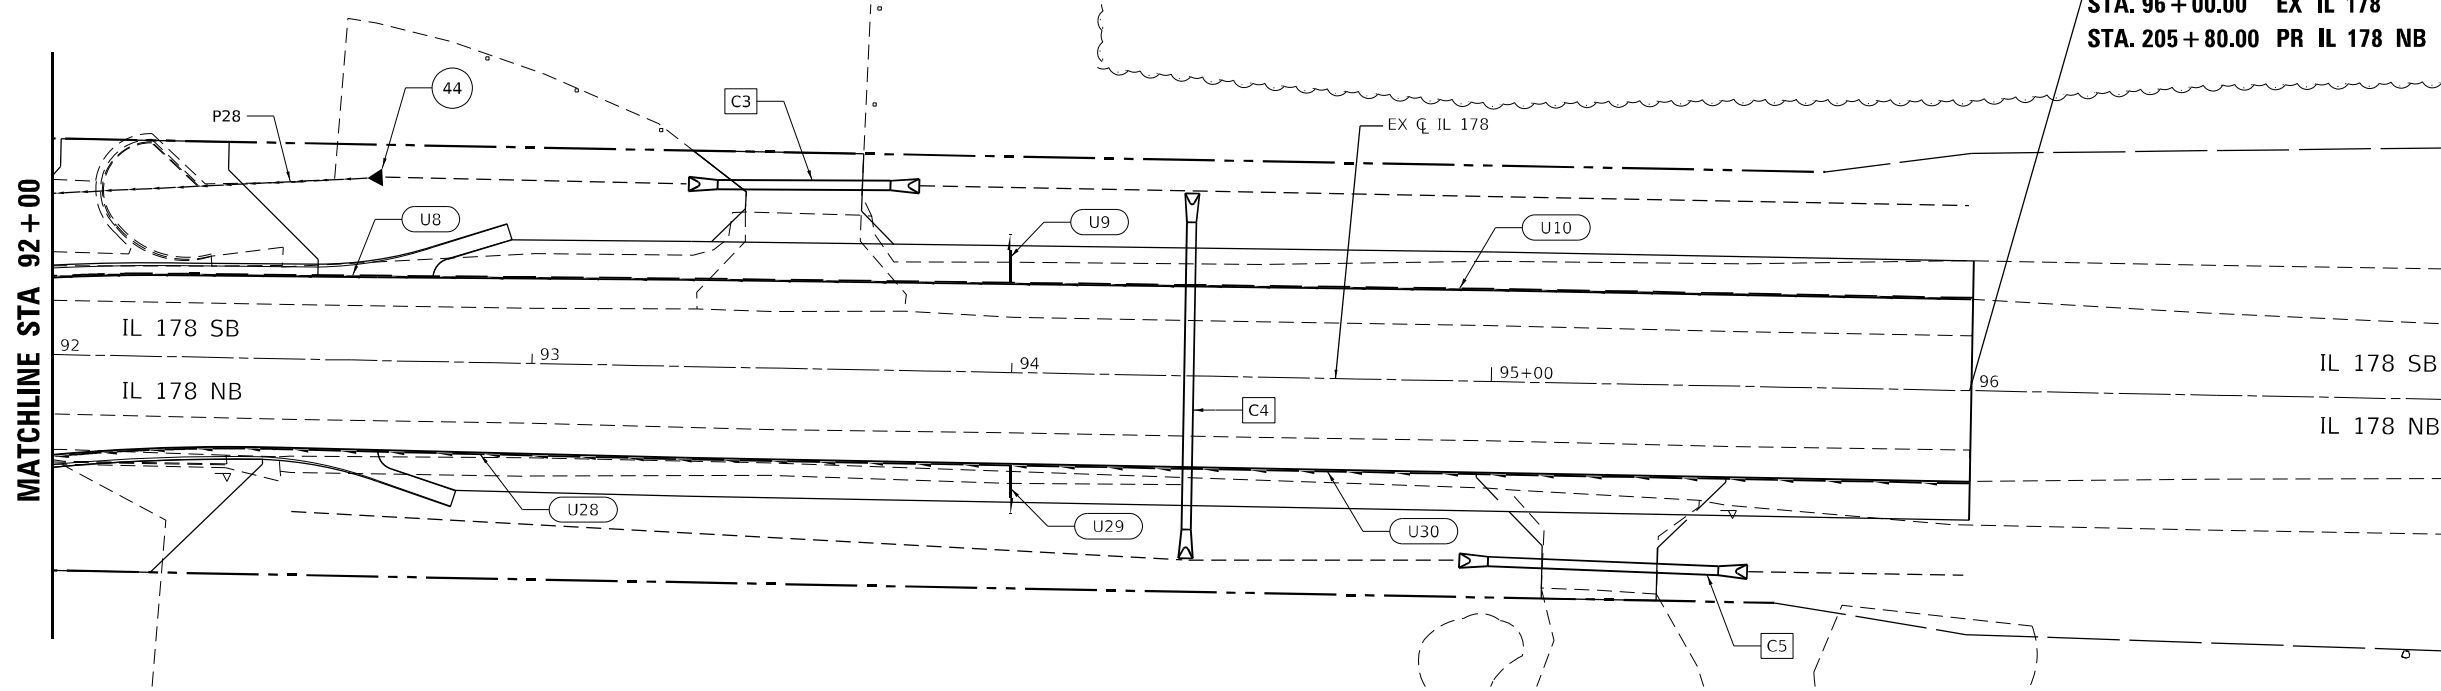 STA. 96+00.00 EX IL 178
STA. 205+80.00 PR IL 178 NB
44
P28
C3
EX ℄ IL 178
MATCHLINE STA 92+00
U8
U9
U10
IL 178 SB
92
93
94
95+00
96
IL 178 SB
IL 178 NB
C4
IL 178 NB
U28
U29
U30
C5